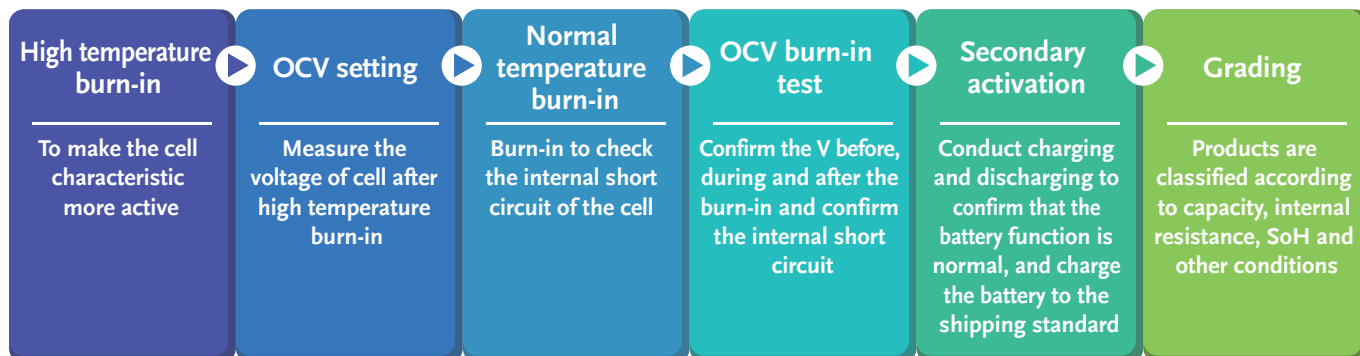 High temperature
burn-in
To make the cell
characteristic
more active
OCV setting
Measure the
voltage of cell after
high temperature
burn-in
Normal
temperature
burn-in
Burn-in to check
the internal short
circuit of the cell
OCV burn-in
test
Confirm the V before,
during and after the
burn-in and confirm
the internal short
circuit
Secondary
activation
Conduct charging
and discharging to
confirm that the
battery function is
normal, and charge
the battery to the
shipping standard
Grading
Products are
classified according
to capacity, internal
resistance, SoH and
other conditions